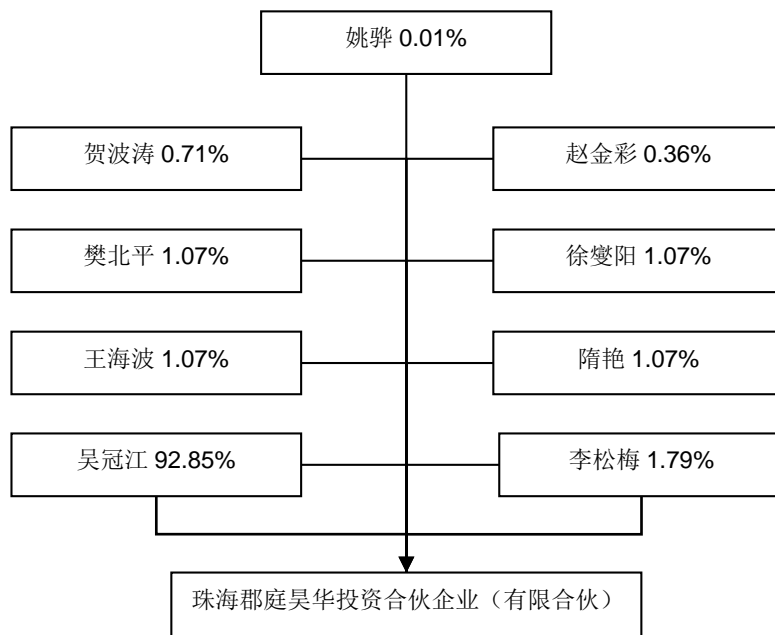 姚骅 0.01%
贺波涛 0.71%
赵金彩 0.36%
樊北平 1.07%
徐燮阳 1.07%
王海波 1.07%
隋艳 1.07%
吴冠江 92.85%
李松梅 1.79%
珠海郡庭昊华投资合伙企业（有限合伙）